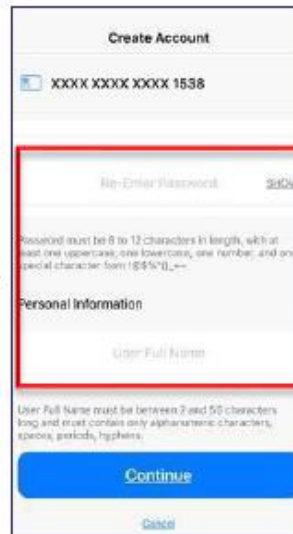 Create Account
XXXX XXXX XXXX 1538
Re-Enter Password SHOW
Password must be 8 to 12 characters in length, with at
least one uppercase, one lowercase, one number, and one
special character from
Personal Information
User Full Name
User Full Name must be between 2 and 50 characters
long and must contain only alphanumeric characters,
spaces, periods, hyphens.
Continue
Cancel